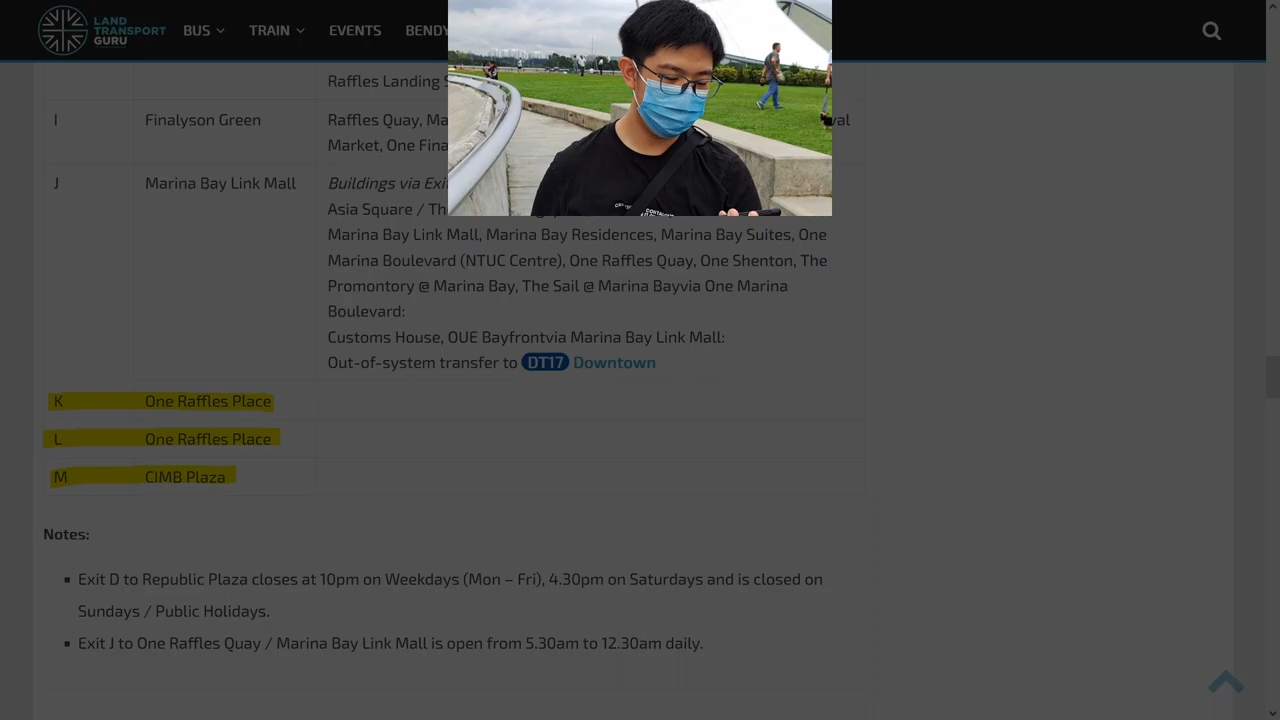 LAND
TRANSPORT
GURU
BUS TRAIN EVENTS BENDY
Raffles Landing
I Finalyson Green Raffles Quay,
Market, One
J Marina Bay Link Mall Buildings via
Asia Square /
Marina Bay Link Mall, Marina Bay Residences, Marina Bay Suites, One
Marina Boulevard (NTUC Centre), One Raffles Quay, One Shenton, The
Promontory @ Marina Bay, The Sail @ Marina Bayvia One Marina
Boulevard:
Customs House, OUE Bayfrontvia Marina Bay Link Mall:
Out-of-system transfer to DT17 Downtown
K One Raffles Place
L One Raffles Place
M CIMB Plaza
Notes:
▪ Exit D to Republic Plaza closes at 10pm on Weekdays (Mon – Fri), 4.30pm on Saturdays and is closed on
Sundays / Public Holidays.
▪ Exit J to One Raffles Quay / Marina Bay Link Mall is open from 5.30am to 12.30am daily.